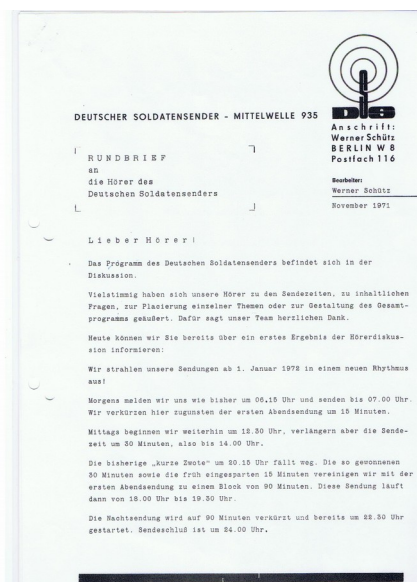 DSS
DEUTSCHER SOLDATENSENDER - MITTELWELLE 935
Anschrift:
Werner Schütz
BERLIN W 8
Postfach 116
RUNDBRIEF
an
die Hörer des
Deutschen Soldatensenders
Bearbeiter:
Werner Schütz
November 1971
Lieber Hörer!
Das Programm des Deutschen Soldatensenders befindet sich in der
Diskussion.
Vielstimmig haben sich unsere Hörer zu den Sendezeiten, zu inhaltlichen
Fragen, zur Placierung einzelner Themen oder zur Gestaltung des Gesamt-
programms geäußert. Dafür sagt unser Team herzlichen Dank.
Heute können wir Sie bereits über ein erstes Ergebnis der Hörerdiskus-
sion informieren:
Wir strahlen unsere Sendungen ab 1. Januar 1972 in einem neuen Rhythmus
aus!
Morgens melden wir uns wie bisher um 06.15 Uhr und senden bis 07.00 Uhr.
Wir verkürzen hier zugunsten der ersten Abendsendung um 15 Minuten.
Mittags beginnen wir weiterhin um 12.30 Uhr, verlängern aber die Sende-
zeit um 30 Minuten, also bis 14.00 Uhr.
Die bisherige „kurze Zwote" um 20.15 Uhr fällt weg. Die so gewonnenen
30 Minuten sowie die früh eingesparten 15 Minuten vereinigen wir mit der
ersten Abendsendung zu einem Block von 90 Minuten. Diese Sendung läuft
dann von 18.00 Uhr bis 19.30 Uhr.
Die Nachtsendung wird auf 90 Minuten verkürzt und bereits um 22.30 Uhr
gestartet. Sendeschluß ist um 24.00 Uhr.